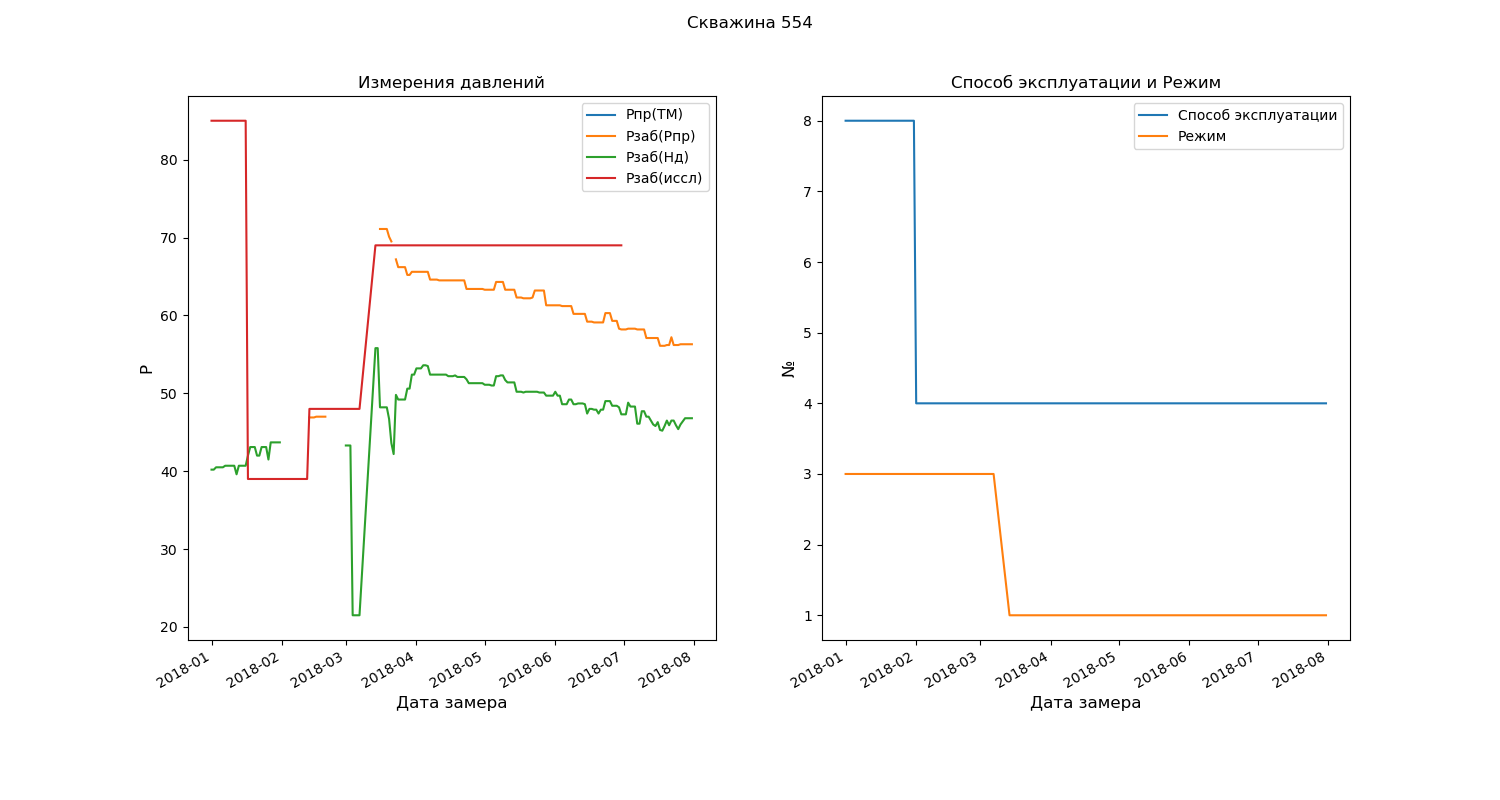 Скважина 554
Измерения давлений
Рпр(ТМ)
Рзаб(Рпр)
Рзаб(Нд)
Рзаб(иссл)
80
70
60
50
40
30
20
Р
2018-01
2018-02
2018-03
2018-04
2018-05
2018-06
2018-07
2018-08
Дата замера
Способ эксплуатации и Режим
Способ эксплуатации
Режим
8
7
6
5
4
3
2
1
№
2018-01
2018-02
2018-03
2018-04
2018-05
2018-06
2018-07
2018-08
Дата замера